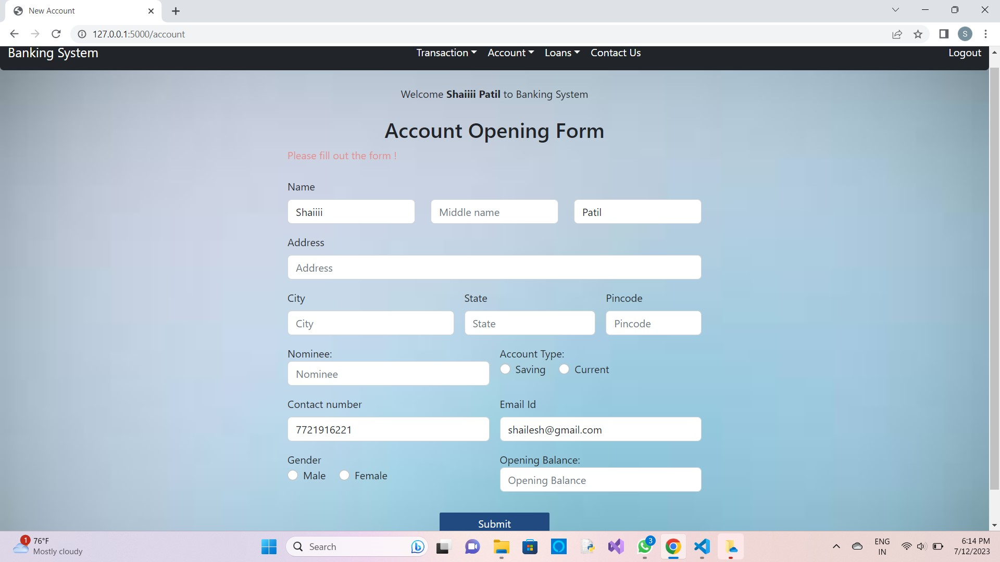 New Account
127.0.0.1:5000/account
S
Banking System Transaction Account Loans Contact Us Logout
Welcome Shaiiii Patil to Banking System
Account Opening Form
Please fill out the form !
Name
Shaiiii Middle name Patil
Address
Address
City State Pincode
City State Pincode
Nominee: Account Type:
Saving Current
Nominee
Contact number Email Id
7721916221 shailesh@gmail.com
Gender Opening Balance:
Male Female
Opening Balance
Submit
1 76°F
Mostly cloudy
Search
3
ENG
IN
6:14 PM
7/12/2023